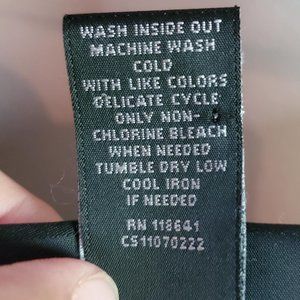 WASH INSIDE OUT
MACHINE WASH
COLD
WITH LIKE COLORS
DELICATE CYCLE
ONLY NON-
CHLORINE BLEACH
WHEN NEEDED
TUMBLE DRY LOW
COOL IRON
IF NEEDED
RN 118641
CS11070222